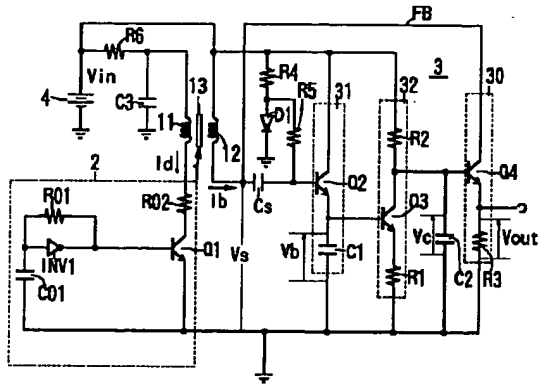 FB
R6
Vin
4
C3
13
11
12
R4
D1
R5
31
32
3
30
R2
Q2
Q3
Q4
Id
Ib
Cs
2
R01
R02
INV1
Q1
C01
Vs
Vb
C1
R1
Vc
C2
R3
Vout